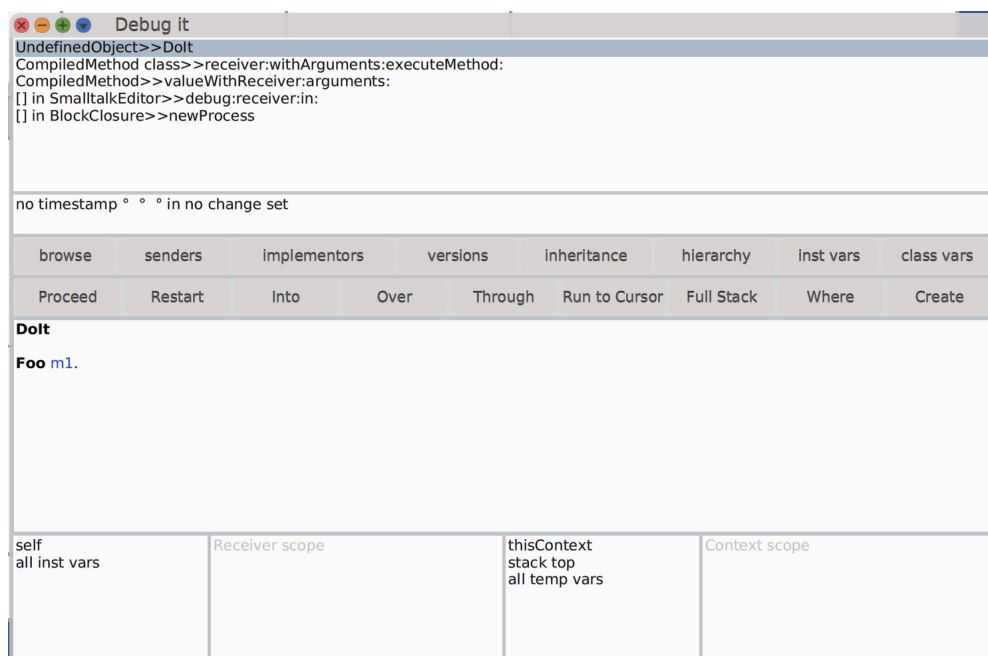 Debug it
UndefinedObject>>DoIt
CompiledMethod class>>receiver:withArguments:executeMethod:
CompiledMethod>>valueWithReceiver:arguments:
[] in SmalltalkEditor>>debug:receiver:in:
[] in BlockClosure>>newProcess
no timestamp ° ° ° in no change set
browse senders implementors versions inheritance hierarchy inst vars class vars
Proceed Restart Into Over Through Run to Cursor Full Stack Where Create
DoIt
Foo m1.
self Receiver scope thisContext Context scope
all inst vars stack top
all temp vars